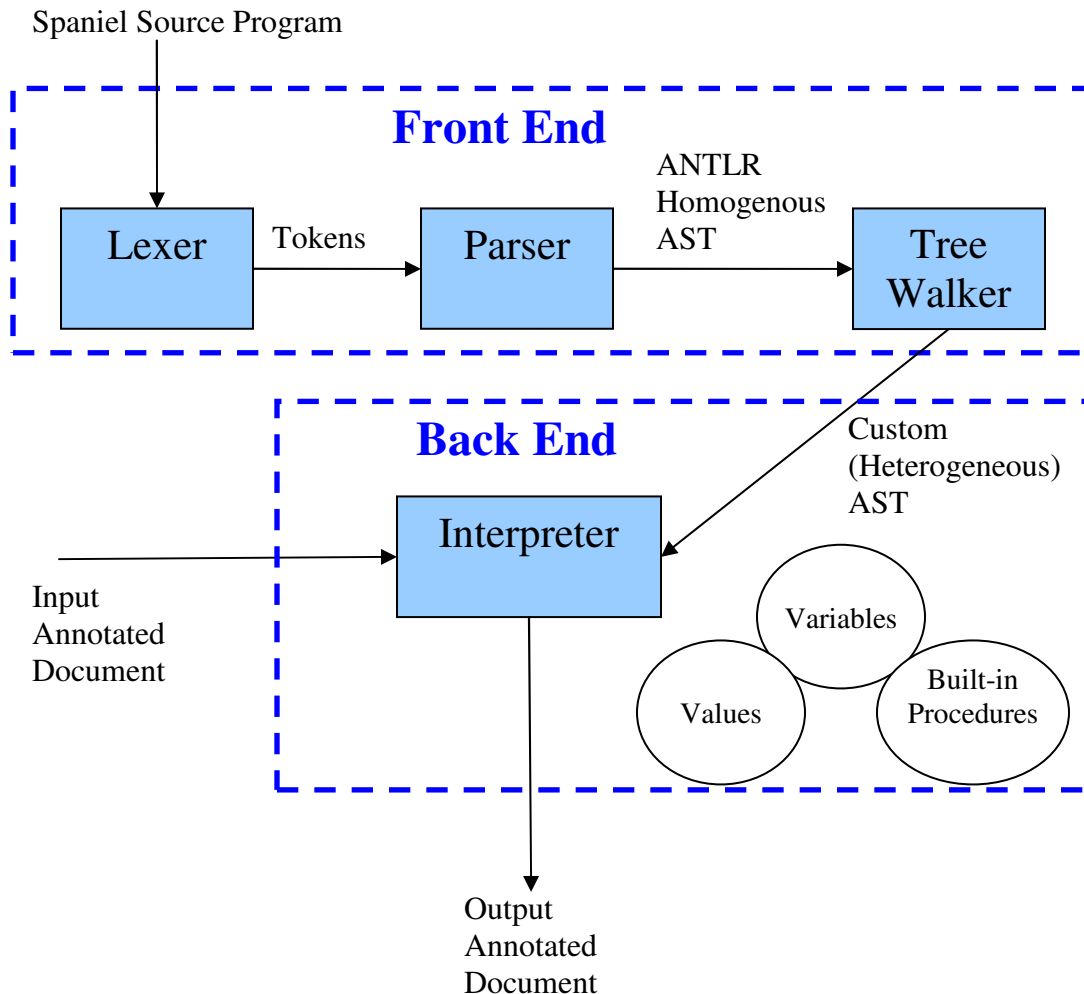 Spaniel Source Program
Front End
Lexer
Tokens
Parser
ANTLR
Homogenous
AST
Tree
Walker
Back End
Custom
(Heterogeneous)
AST
Interpreter
Input
Annotated
Document
Variables
Values
Built-in
Procedures
Output
Annotated
Document